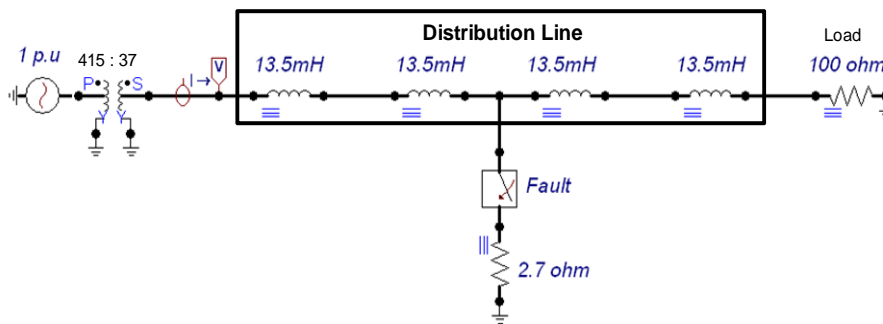 Distribution Line
Load
1 p.u
415 : 37
13.5mH
13.5mH
13.5mH
13.5mH
100 ohm
P
S
I
V
Y
Y
Fault
2.7 ohm